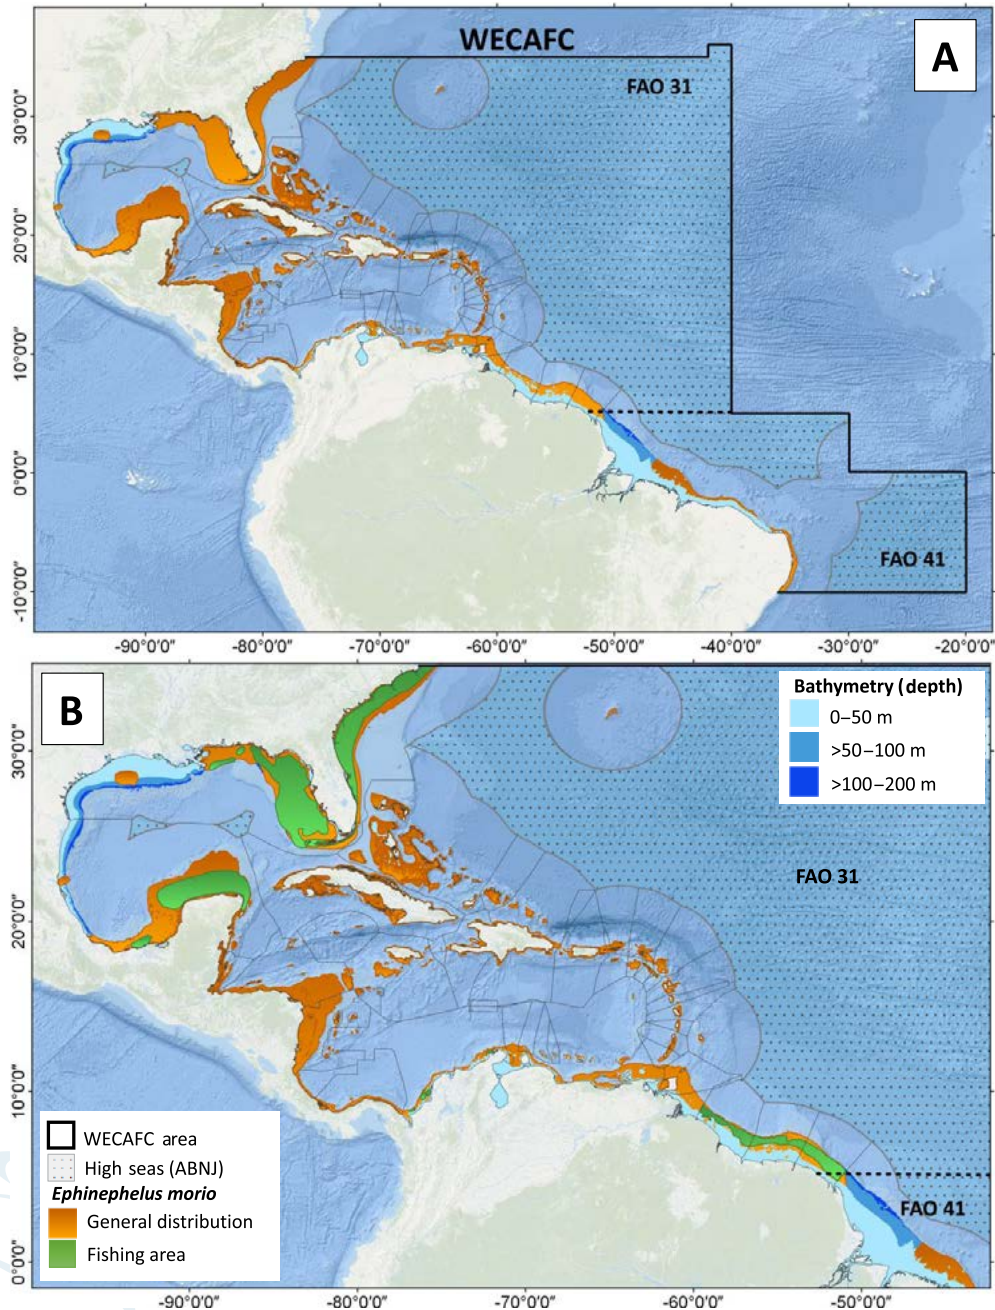 WECAFC
A
FAO 31
FAO 41
30°0'0"
20°0'0"
10°0'0"
0°0'0"
-10°0'0"
-90°0'0" -80°0'0" -70°0'0" -60°0'0" -50°0'0" -40°0'0" -20°0'0"
B
Bathymetry (depth)
0–50 m
>50–100 m
>100–200 m
FAO 31
FAO 41
30°0'0"
20°0'0"
10°0'0"
0°0'0"
WECAFC area
High seas (ABNJ)
Ephinephelus morio
General distribution
Fishing area
-90°0'0" -80°0'0" -70°0'0" -60°0'0" -50°0'0"